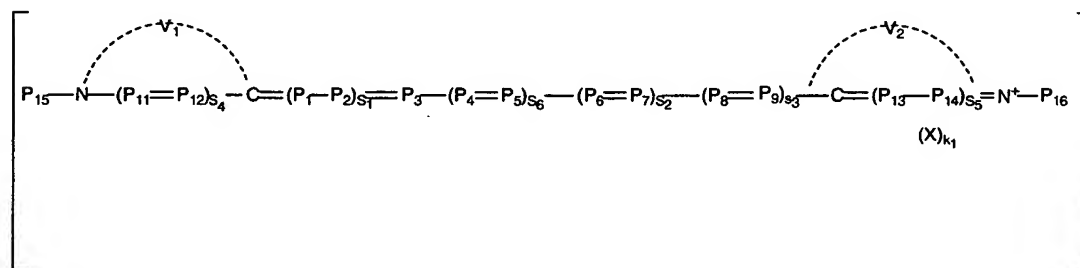 V₁ V₂
P₁₅—N—(P₁₁=P₁₂)S₄—C=(P₁—P₂)S₁=P₃—(P₄=P₅)S₆—(P₆=P₇)S₂—(P₈=P₉)s₃—C=(P₁₃—P₁₄)S₅=N⁺—P₁₆
(X)k₁